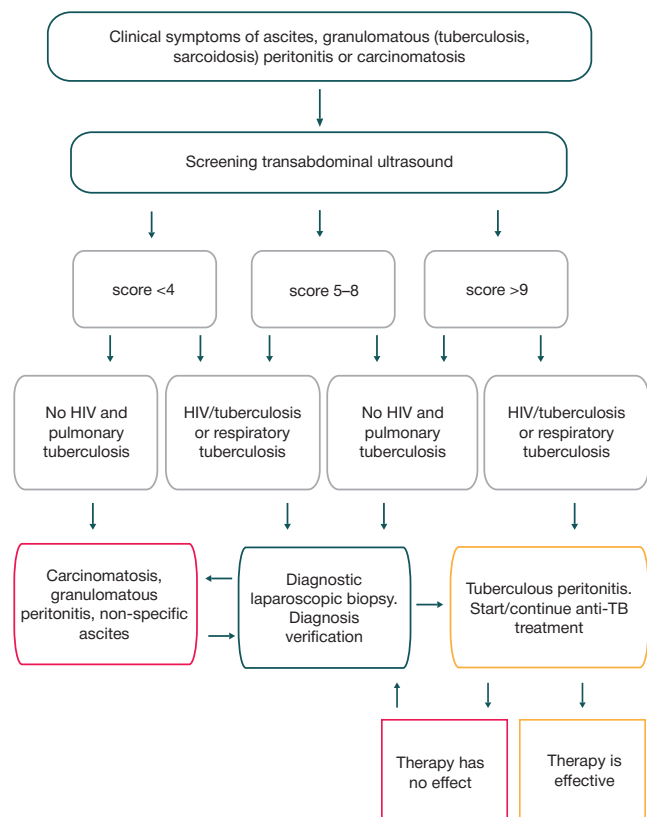 Clinical symptoms of ascites, granulomatous (tuberculosis,
sarcoidosis) peritonitis or carcinomatosis
Screening transabdominal ultrasound
score <4
score 5–8
score >9
No HIV and
pulmonary
tuberculosis
HIV/tuberculosis
or respiratory
tuberculosis
No HIV and
pulmonary
tuberculosis
HIV/tuberculosis
or respiratory
tuberculosis
Carcinomatosis,
granulomatous
peritonitis, non-specific
ascites
Diagnostic
laparoscopic biopsy.
Diagnosis
verification
Tuberculous peritonitis.
Start/continue anti-TB
treatment
Therapy has
no effect
Therapy is
effective